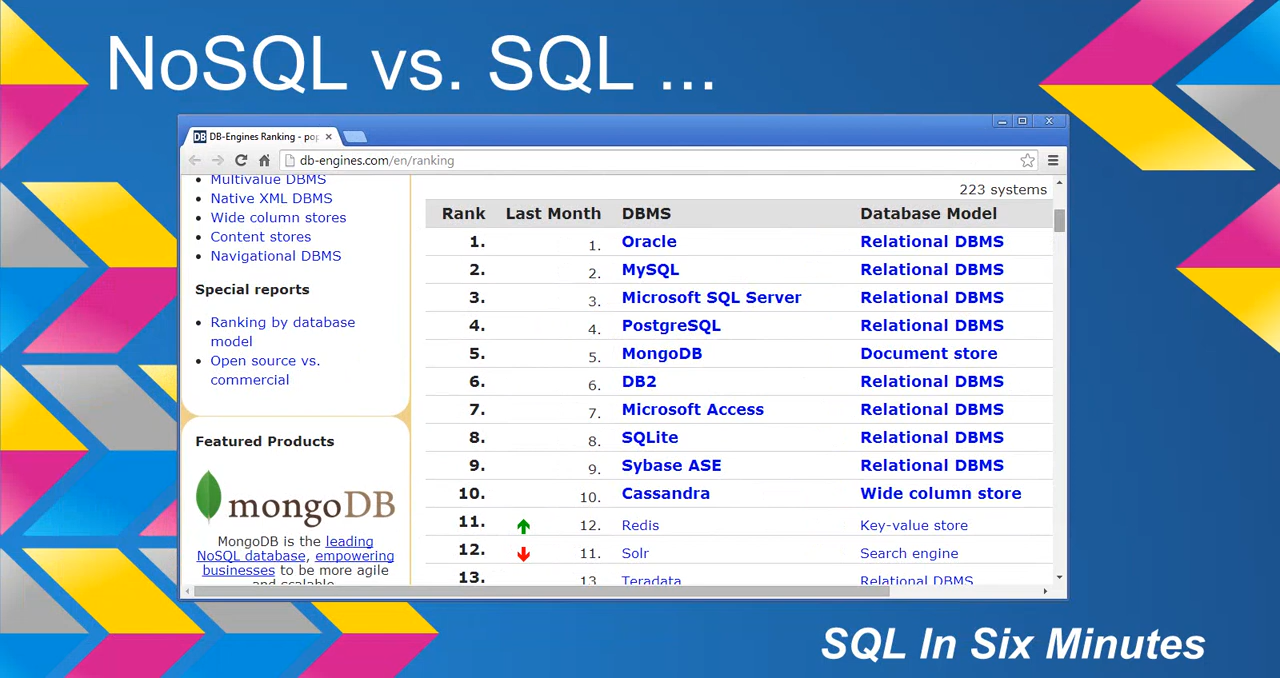 NoSQL vs. SQL ...
DB DB-Engines Ranking - pop
db-engines.com/en/ranking
Multivalue DBMS
Native XML DBMS
Wide column stores
Content stores
Navigational DBMS
Special reports
Ranking by database
model
Open source vs.
commercial
Featured Products
mongoDB
MongoDB is the leading
NoSQL database, empowering
businesses to be more agile
and scalable.
223 systems
Rank Last Month DBMS Database Model
1. 1. Oracle Relational DBMS
2. 2. MySQL Relational DBMS
3. 3. Microsoft SQL Server Relational DBMS
4. 4. PostgreSQL Relational DBMS
5. 5. MongoDB Document store
6. 6. DB2 Relational DBMS
7. 7. Microsoft Access Relational DBMS
8. 8. SQLite Relational DBMS
9. 9. Sybase ASE Relational DBMS
10. 10. Cassandra Wide column store
11. 12. Redis Key-value store
12. 11. Solr Search engine
13. 13. Teradata Relational DBMS
SQL In Six Minutes